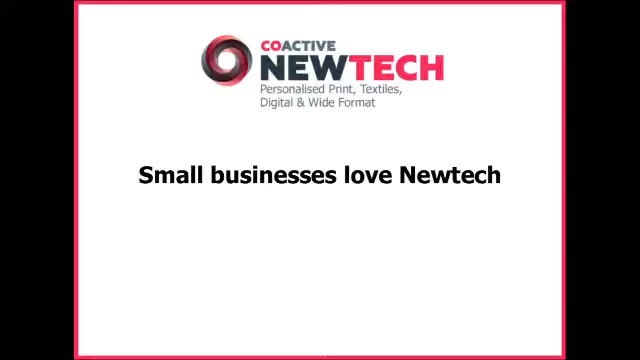 COACTIVE
NEWTECH
Personalised Print, Textiles,
Digital & Wide Format
Small businesses love Newtech